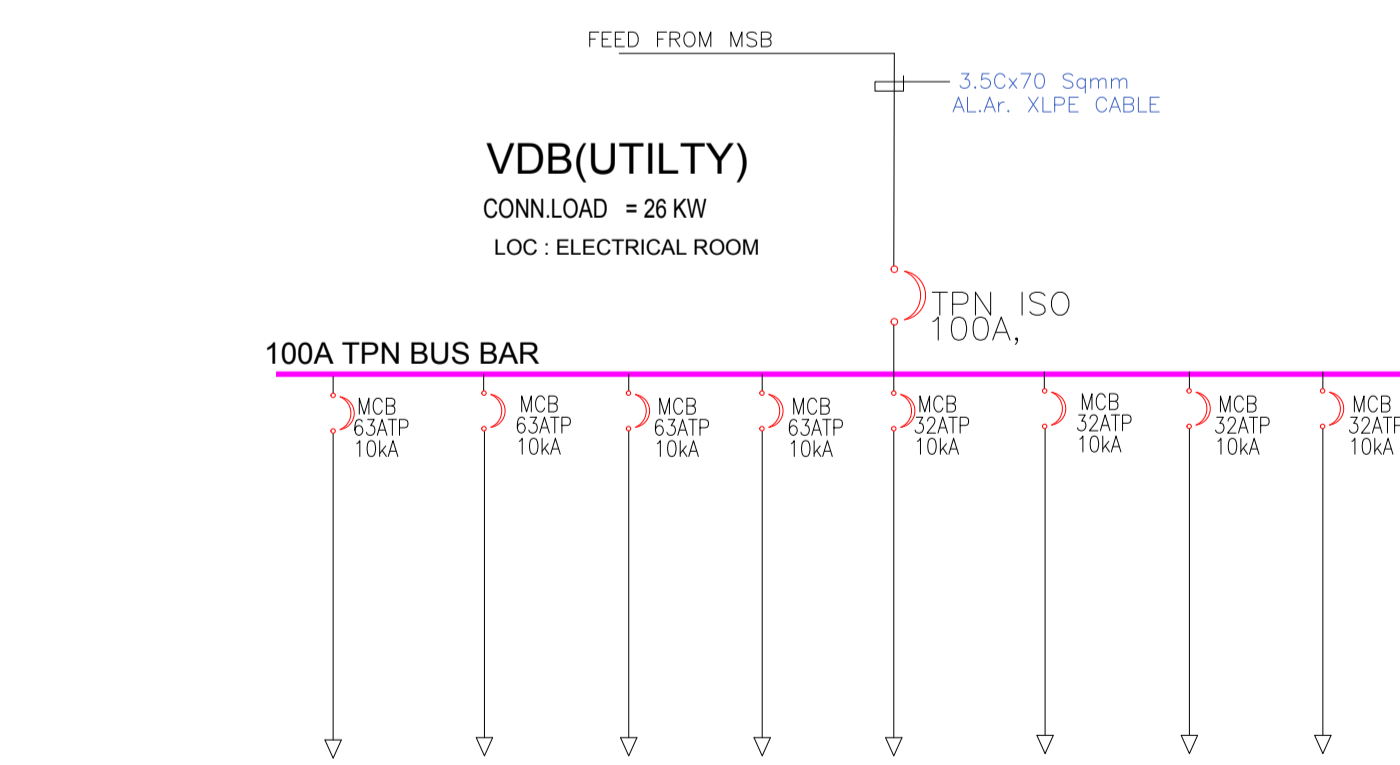 FEED FROM MSB
3.5Cx70 Sqmm
AL.Ar. XLPE CABLE
VDB(UTILTY)
CONN.LOAD = 26 KW
LOC : ELECTRICAL ROOM
TPN ISO
100A,
100A TPN BUS BAR
MCB
63ATP
10kA
MCB
63ATP
10kA
MCB
63ATP
10kA
MCB
63ATP
10kA
MCB
32ATP
10kA
MCB
32ATP
10kA
MCB
32ATP
10kA
MCB
32ATP
10kA